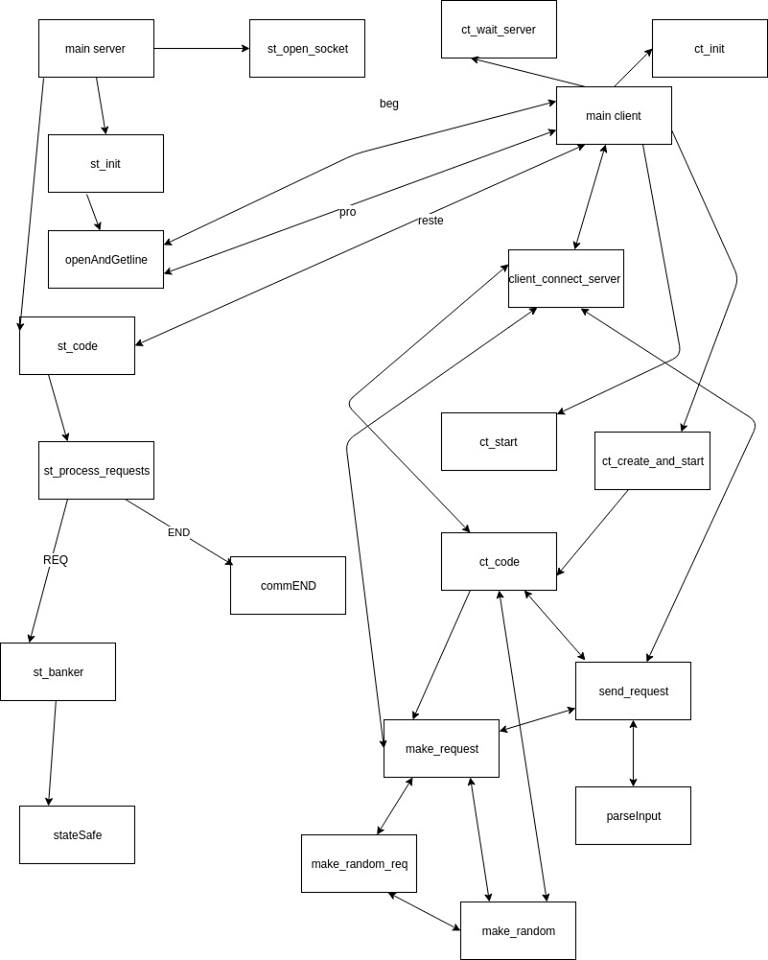 ct_wait_server
main server
st_open_socket
ct_init
beg
main client
st_init
pro
reste
openAndGetline
client_connect_server
st_code
ct_start
ct_create_and_start
st_process_requests
END
REQ
ct_code
commEND
st_banker
send_request
make_request
parseInput
stateSafe
make_random_req
make_random